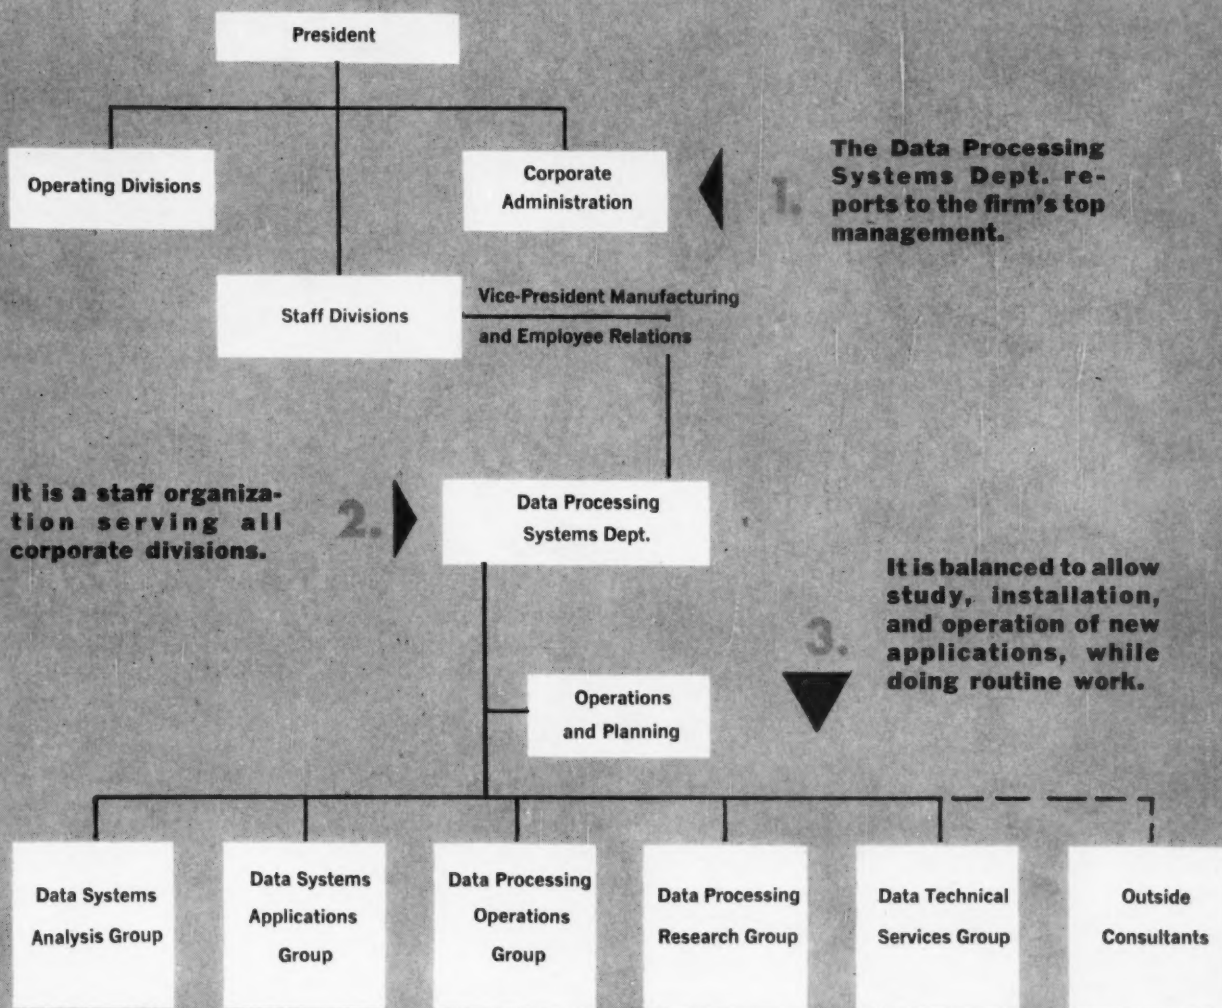 President
Operating Divisions
Corporate
Administration
1.
The Data Processing
Systems Dept. re-
ports to the firm's top
management.
Staff Divisions
Vice-President Manufacturing
and Employee Relations
It is a staff organiza-
tion serving all
corporate divisions.
2.
Data Processing
Systems Dept.
3.
It is balanced to allow
study, installation,
and operation of new
applications, while
doing routine work.
Operations
and Planning
Data Systems
Analysis Group
Data Systems
Applications
Group
Data Processing
Operations
Group
Data Processing
Research Group
Data Technical
Services Group
Outside
Consultants